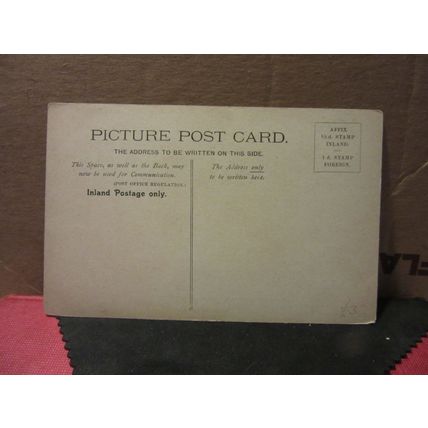 PICTURE POST CARD.
THE ADDRESS TO BE WRITTEN ON THIS SIDE.
This Space, as well as the Back, may
now be used for Communication.
(POST OFFICE REGULATION.)
Inland Postage only.
The Address only
to be written here.
AFFIX
½d. STAMP
INLAND.
1d. STAMP
FOREIGN.
FLA